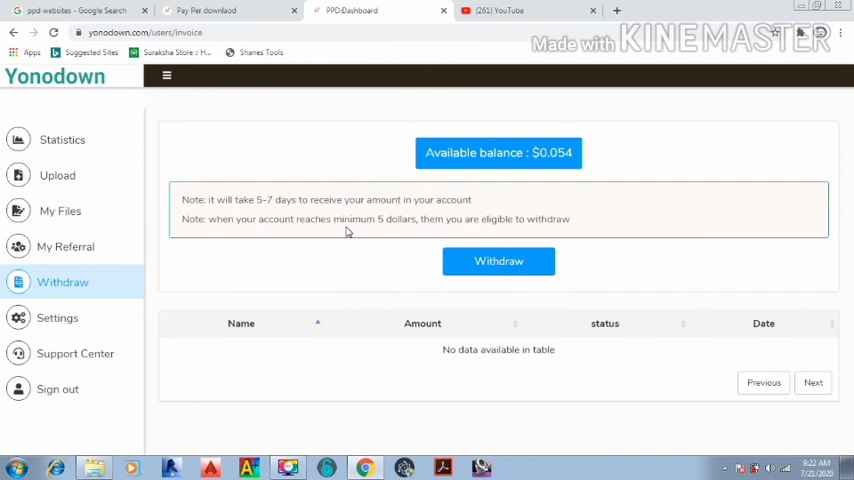 ppd websites - Google Search
Pay Per downlaod
PPD:Dashboard
(261) YouTube
yonodown.com/users/invoice
Made with KINEMASTER
Apps
Suggested Sites
Suraksha Store :: H...
Shanes Tools
Yonodown
Statistics
Upload
My Files
My Referral
Withdraw
Settings
Support Center
Sign out
Available balance : $0.054
Note: it will take 5-7 days to receive your amount in your account
Note: when your account reaches minimum 5 dollars, them you are eligible to withdraw
Withdraw
Name Amount status Date
No data available in table
Previous Next
9:22 AM
7/21/2020